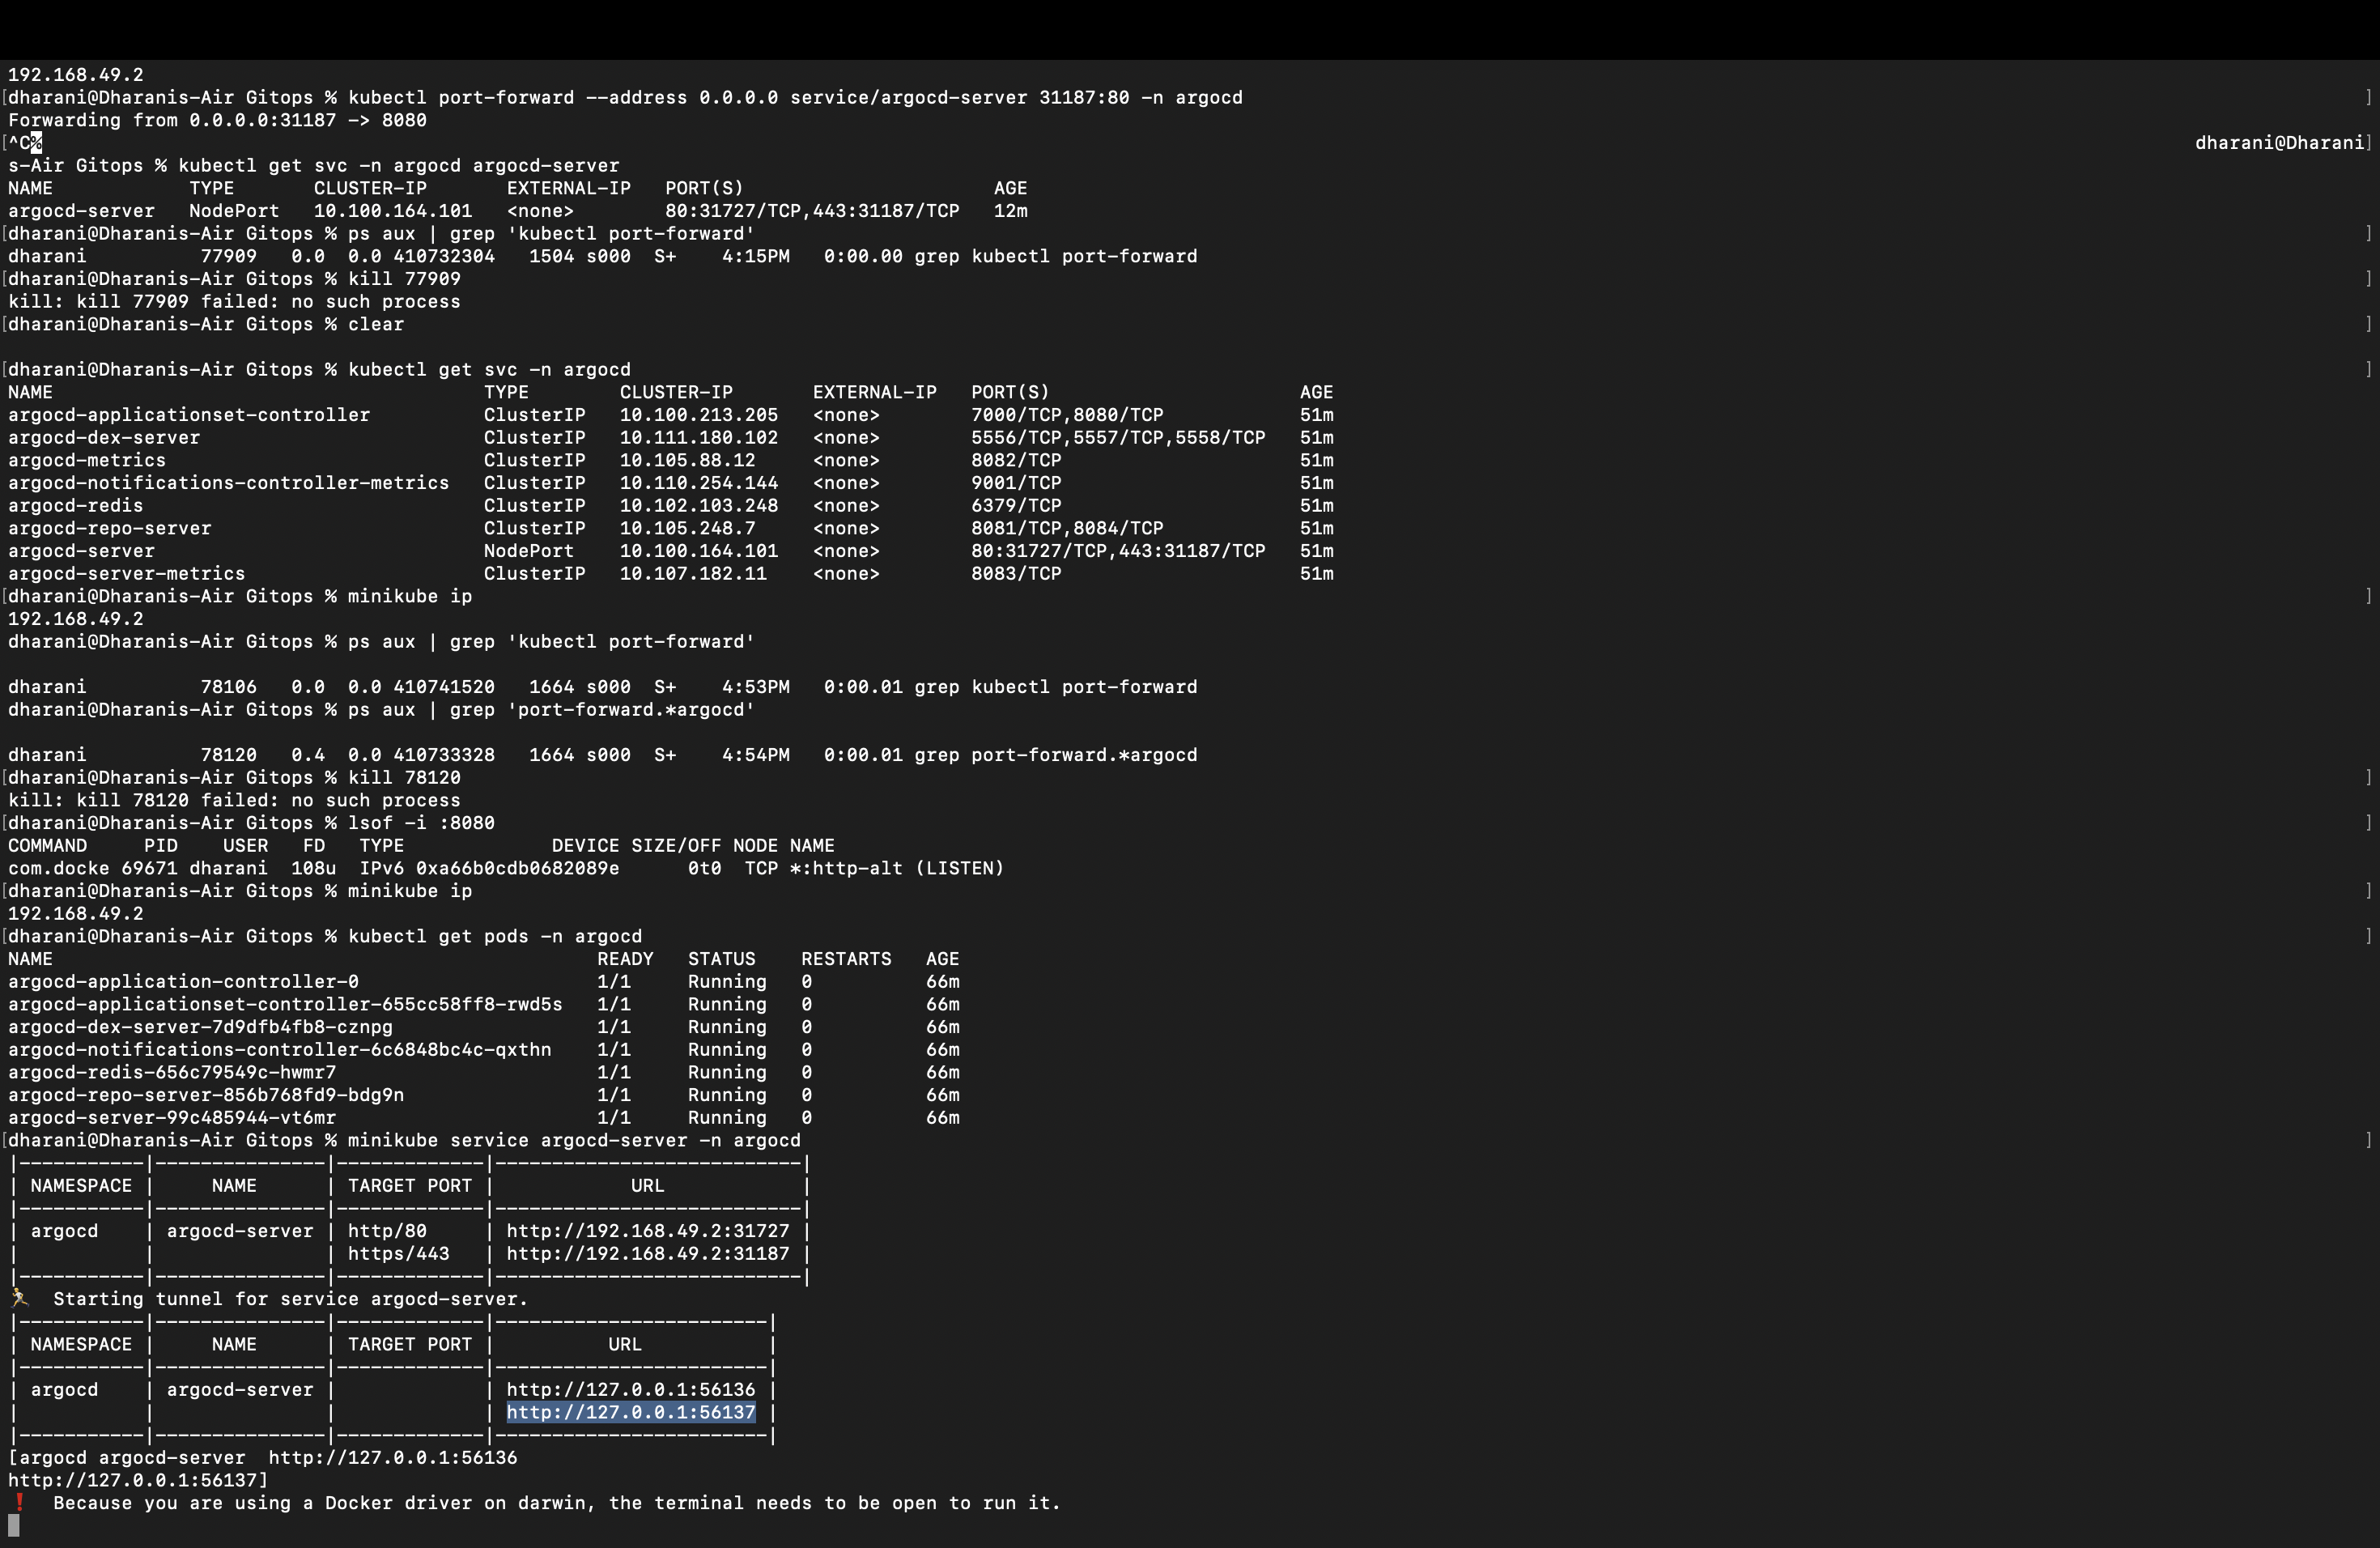 192.168.49.2
[dharani@Dharanis-Air Gitops % kubectl port-forward --address 0.0.0.0 service/argocd-server 31187:80 -n argocd ]
Forwarding from 0.0.0.0:31187 -> 8080
[^C% dharani@Dharani]
s-Air Gitops % kubectl get svc -n argocd argocd-server
NAME TYPE CLUSTER-IP EXTERNAL-IP PORT(S) AGE
argocd-server NodePort 10.100.164.101 <none> 80:31727/TCP,443:31187/TCP 12m
[dharani@Dharanis-Air Gitops % ps aux | grep 'kubectl port-forward' ]
dharani 77909 0.0 0.0 410732304 1504 s000 S+ 4:15PM 0:00.00 grep kubectl port-forward
[dharani@Dharanis-Air Gitops % kill 77909 ]
kill: kill 77909 failed: no such process
[dharani@Dharanis-Air Gitops % clear ]
[dharani@Dharanis-Air Gitops % kubectl get svc -n argocd ]
NAME TYPE CLUSTER-IP EXTERNAL-IP PORT(S) AGE
argocd-applicationset-controller ClusterIP 10.100.213.205 <none> 7000/TCP,8080/TCP 51m
argocd-dex-server ClusterIP 10.111.180.102 <none> 5556/TCP,5557/TCP,5558/TCP 51m
argocd-metrics ClusterIP 10.105.88.12 <none> 8082/TCP 51m
argocd-notifications-controller-metrics ClusterIP 10.110.254.144 <none> 9001/TCP 51m
argocd-redis ClusterIP 10.102.103.248 <none> 6379/TCP 51m
argocd-repo-server ClusterIP 10.105.248.7 <none> 8081/TCP,8084/TCP 51m
argocd-server NodePort 10.100.164.101 <none> 80:31727/TCP,443:31187/TCP 51m
argocd-server-metrics ClusterIP 10.107.182.11 <none> 8083/TCP 51m
[dharani@Dharanis-Air Gitops % minikube ip ]
192.168.49.2
dharani@Dharanis-Air Gitops % ps aux | grep 'kubectl port-forward'
dharani 78106 0.0 0.0 410741520 1664 s000 S+ 4:53PM 0:00.01 grep kubectl port-forward
dharani@Dharanis-Air Gitops % ps aux | grep 'port-forward.*argocd'
dharani 78120 0.4 0.0 410733328 1664 s000 S+ 4:54PM 0:00.01 grep port-forward.*argocd
[dharani@Dharanis-Air Gitops % kill 78120 ]
kill: kill 78120 failed: no such process
[dharani@Dharanis-Air Gitops % lsof -i :8080 ]
COMMAND PID USER FD TYPE DEVICE SIZE/OFF NODE NAME
com.docke 69671 dharani 108u IPv6 0xa66b0cdb0682089e 0t0 TCP *:http-alt (LISTEN)
[dharani@Dharanis-Air Gitops % minikube ip ]
192.168.49.2
[dharani@Dharanis-Air Gitops % kubectl get pods -n argocd ]
NAME READY STATUS RESTARTS AGE
argocd-application-controller-0 1/1 Running 0 66m
argocd-applicationset-controller-655cc58ff8-rwd5s 1/1 Running 0 66m
argocd-dex-server-7d9dfb4fb8-cznpg 1/1 Running 0 66m
argocd-notifications-controller-6c6848bc4c-qxthn 1/1 Running 0 66m
argocd-redis-656c79549c-hwmr7 1/1 Running 0 66m
argocd-repo-server-856b768fd9-bdg9n 1/1 Running 0 66m
argocd-server-99c485944-vt6mr 1/1 Running 0 66m
[dharani@Dharanis-Air Gitops % minikube service argocd-server -n argocd ]
|-----------|---------------|-------------|---------------------------|
| NAMESPACE | NAME | TARGET PORT | URL |
|-----------|---------------|-------------|---------------------------|
| argocd | argocd-server | http/80 | http://192.168.49.2:31727 |
| | | https/443 | http://192.168.49.2:31187 |
|-----------|---------------|-------------|---------------------------|
🏃 Starting tunnel for service argocd-server.
|-----------|---------------|-------------|------------------------|
| NAMESPACE | NAME | TARGET PORT | URL |
|-----------|---------------|-------------|------------------------|
| argocd | argocd-server | | http://127.0.0.1:56136 |
| | | | http://127.0.0.1:56137 |
|-----------|---------------|-------------|------------------------|
[argocd argocd-server http://127.0.0.1:56136
http://127.0.0.1:56137]
❗ Because you are using a Docker driver on darwin, the terminal needs to be open to run it.